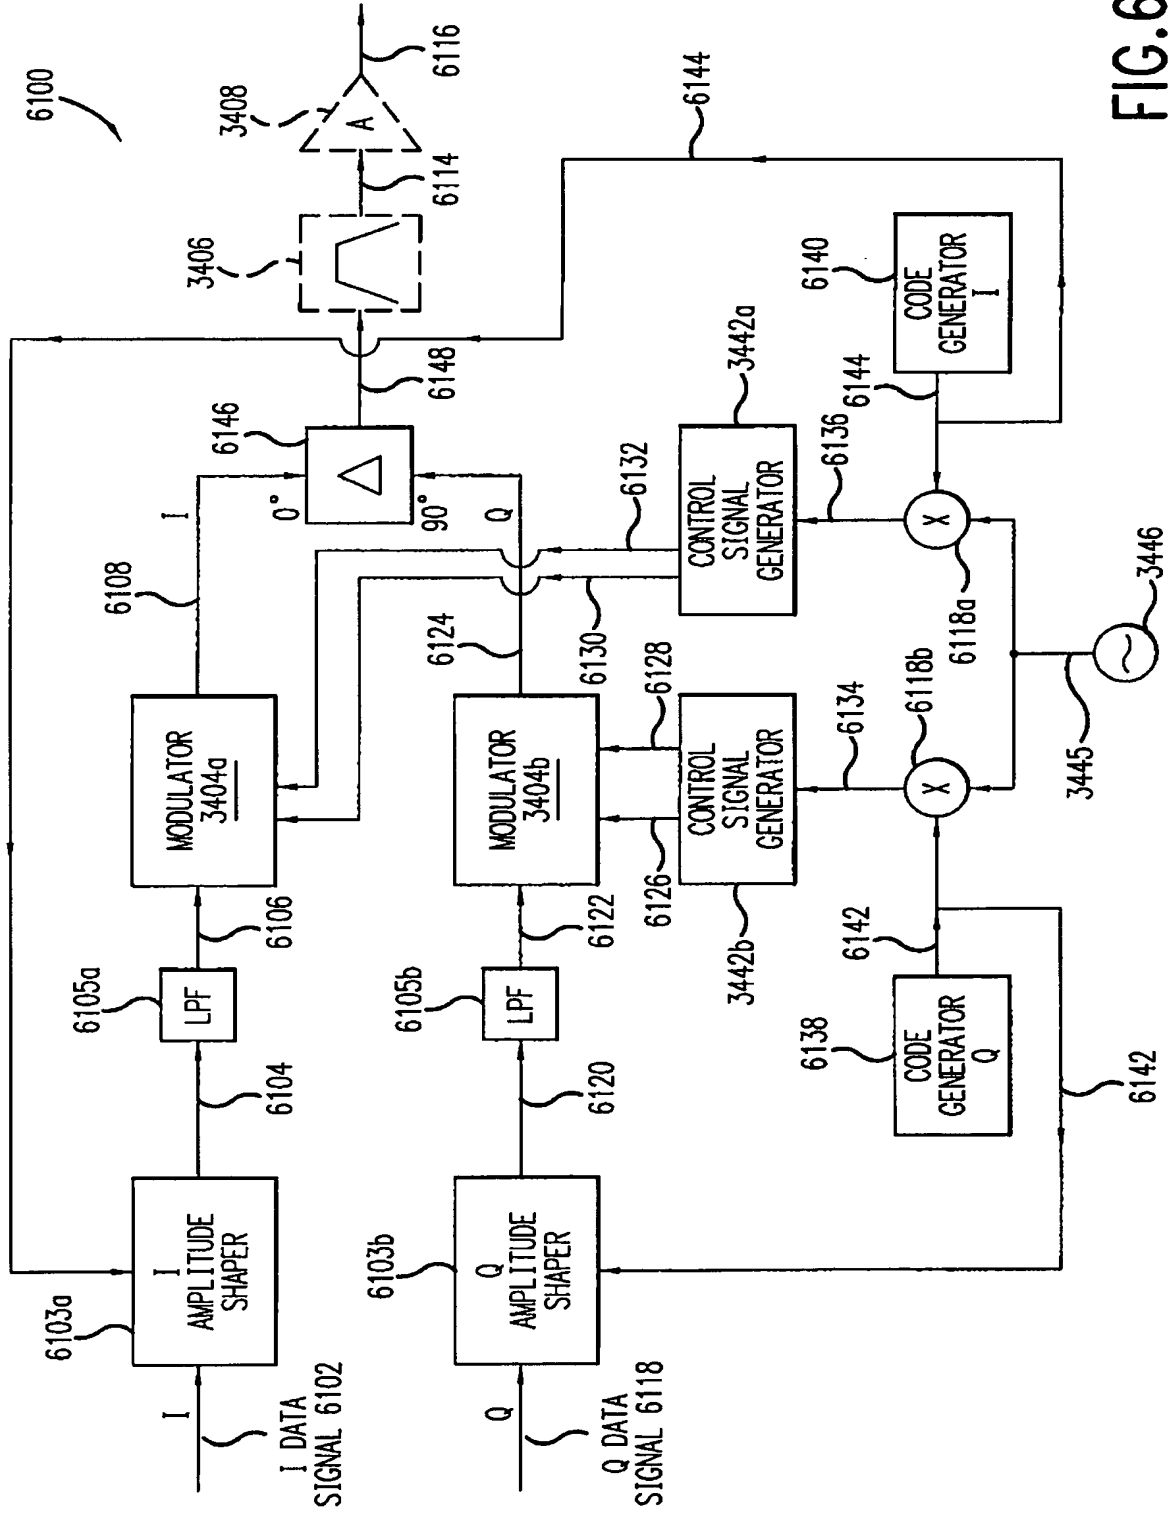 6100
I
I DATA
SIGNAL 6102
6103a
I
AMPLITUDE
SHAPER
6104
6105a
LPF
6106
MODULATOR
3404a
6108
I
0°
6146
90°
Q
6148
3406
6114
3408
A
6116
Q
Q DATA
SIGNAL 6118
6103b
Q
AMPLITUDE
SHAPER
6120
6105b
LPF
6122
MODULATOR
3404b
6124
6126
6128
6130
6132
6144
3442b
CONTROL
SIGNAL
GENERATOR
CONTROL
SIGNAL
GENERATOR
3442a
6134
6136
6138
CODE
GENERATOR
Q
6142
X
6118b
X
6118a
6144
6140
CODE
GENERATOR
I
6142
3445
3446
FIG.6